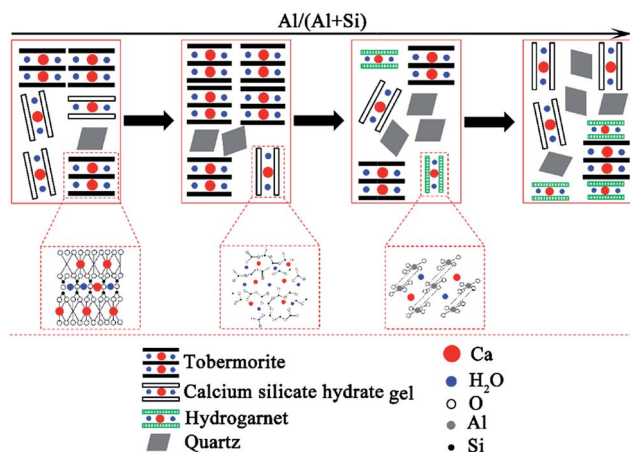 Al/(Al+Si)
Tobermorite
Calcium silicate hydrate gel
Hydrogarnet
Quartz
Ca
H₂O
O
Al
Si